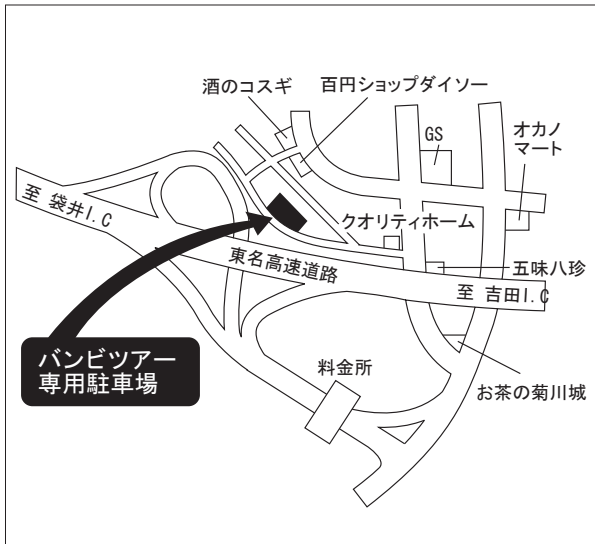 酒のコスギ
百円ショップダイソー
GS
オカノ
マート
至 袋井I.C
クオリティホーム
東名高速道路
五味八珍
至 吉田I.C
バンビツアー
専用駐車場
料金所
お茶の菊川城